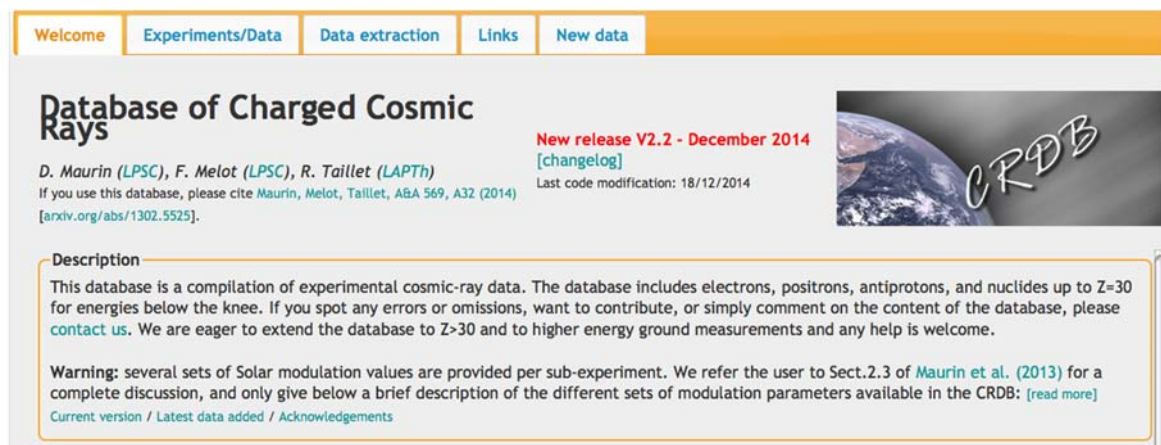 Welcome Experiments/Data Data extraction Links New data
Database of Charged Cosmic
Rays
D. Maurin (LPSC), F. Melot (LPSC), R. Taillet (LAPTh)
If you use this database, please cite Maurin, Melot, Taillet, A&A 569, A32 (2014)
[arxiv.org/abs/1302.5525].
New release V2.2 - December 2014
[changelog]
Last code modification: 18/12/2014
CRDB
Description
This database is a compilation of experimental cosmic-ray data. The database includes electrons, positrons, antiprotons, and nuclides up to Z=30
for energies below the knee. If you spot any errors or omissions, want to contribute, or simply comment on the content of the database, please
contact us. We are eager to extend the database to Z>30 and to higher energy ground measurements and any help is welcome.
Warning: several sets of Solar modulation values are provided per sub-experiment. We refer the user to Sect.2.3 of Maurin et al. (2013) for a
complete discussion, and only give below a brief description of the different sets of modulation parameters available in the CRDB: [read more]
Current version / Latest data added / Acknowledgements